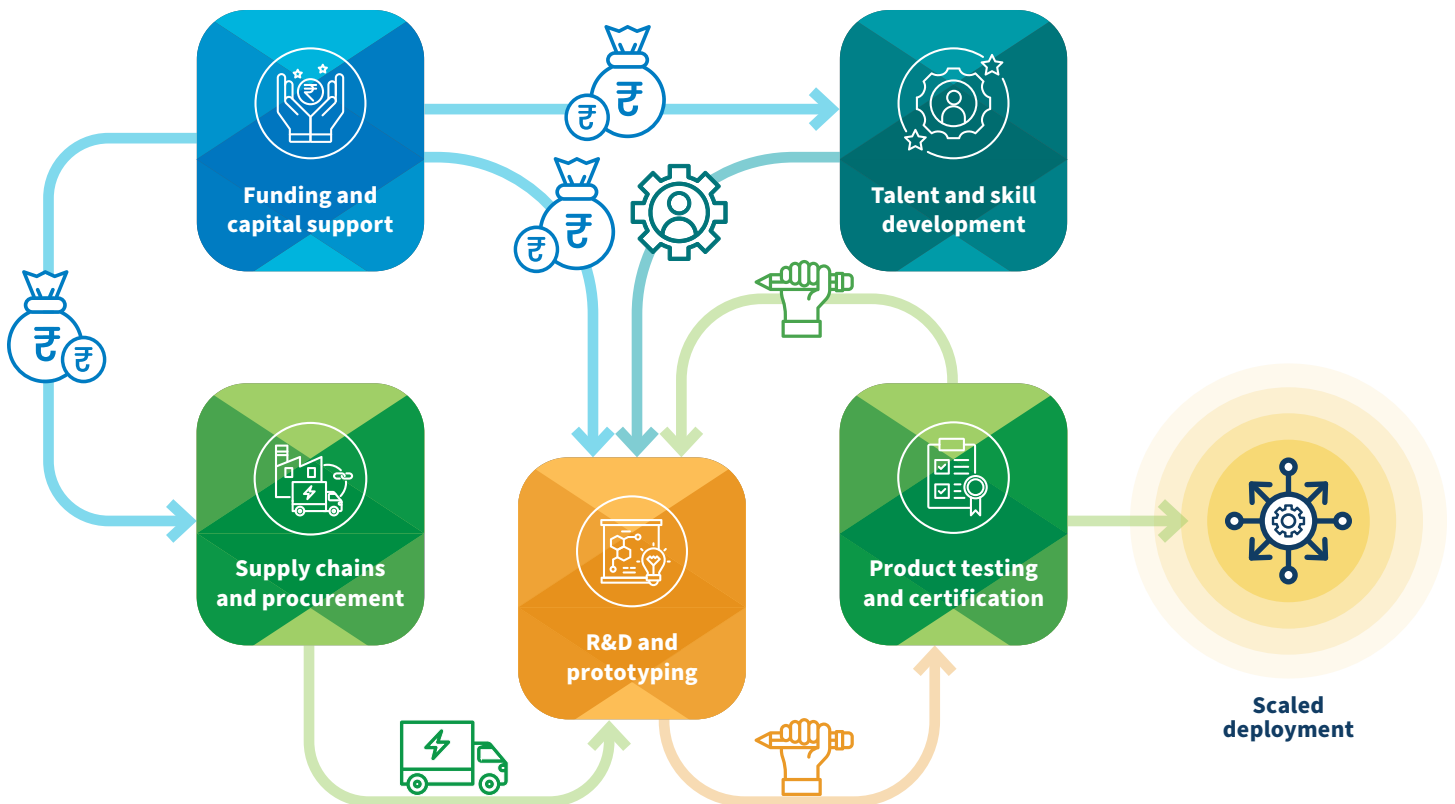 ₹
₹
₹
Funding and
capital support
Talent and skill
development
₹
₹
₹
₹
Supply chains
and procurement
R&D and
prototyping
Product testing
and certification
Scaled
deployment